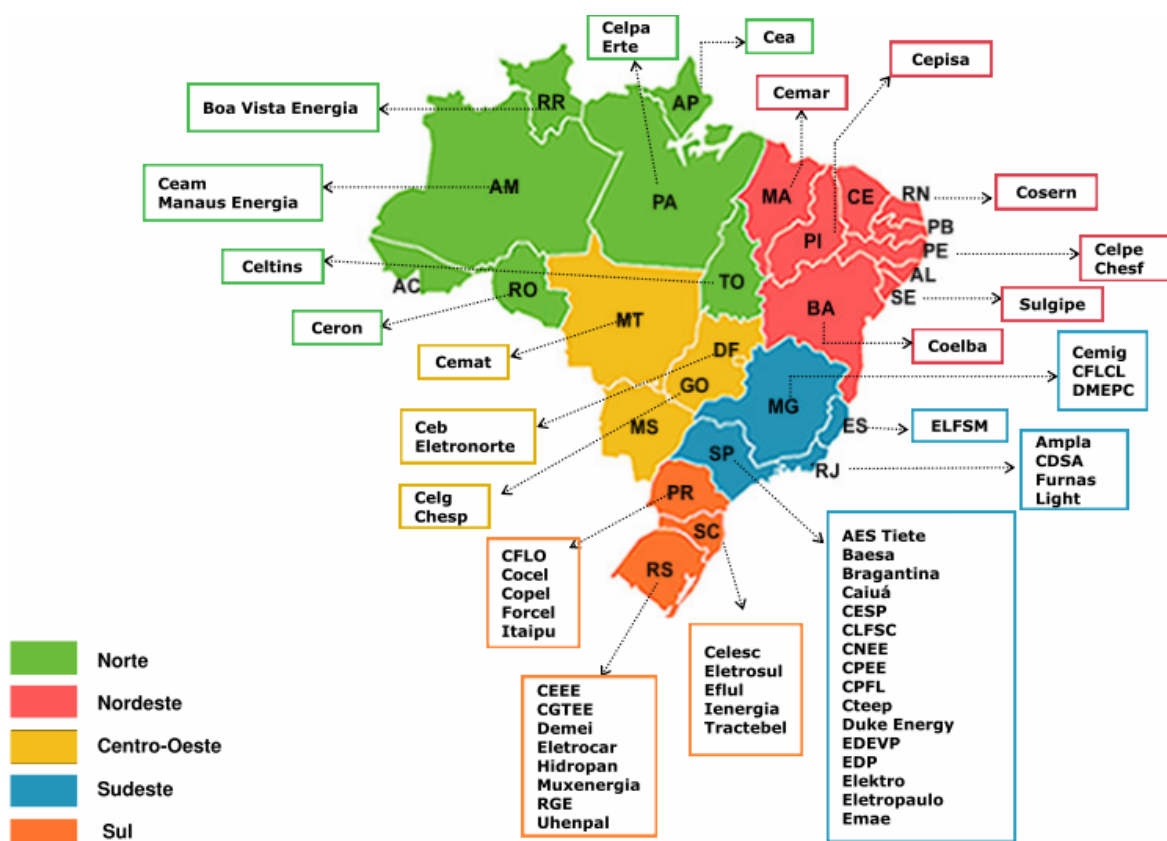 Celpa
Erte
Cea
Cepisa
Cemar
Boa Vista Energia
RR
AP
Ceam
Manaus Energia
AM
PA
MA
CE
RN
Cosern
PB
PI
PE
Celpe
Chesf
Celtins
AC
RO
TO
AL
SE
Sulgipe
BA
Ceron
MT
Coelba
Cemat
DF
GO
Cemig
CFLCL
DMEPC
MG
Ceb
Eletronorte
MS
ES
ELFSM
SP
RJ
Ampla
CDSA
Furnas
Light
Celg
Chesp
PR
SC
RS
CFLO
Cocel
Copel
Forcel
Itaipu
AES Tiete
Baesa
Bragantina
Caiuá
CESP
CLFSC
CNEE
CPEE
CPFL
Cteep
Duke Energy
EDEVP
EDP
Elektro
Eletropaulo
Emae
Celesc
Eletrosul
Eflul
Ienergia
Tractebel
CEEE
CGTEE
Demei
Eletrocar
Hidropan
Muxenergia
RGE
Uhenpal
Norte
Nordeste
Centro-Oeste
Sudeste
Sul